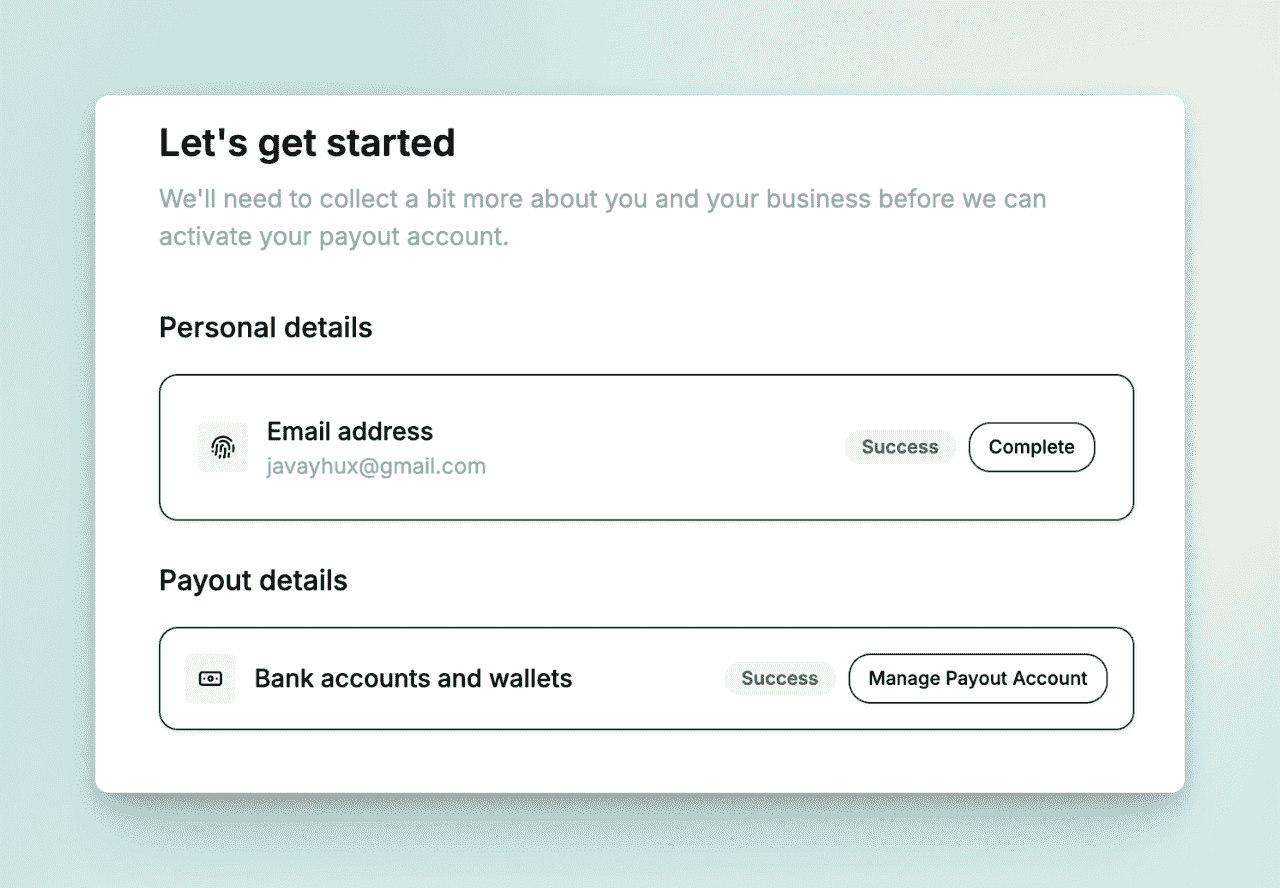 Let's get started
We'll need to collect a bit more about you and your business before we can
activate your payout account.
Personal details
Email address
javayhux@gmail.com
Success
Complete
Payout details
Bank accounts and wallets
Success
Manage Payout Account